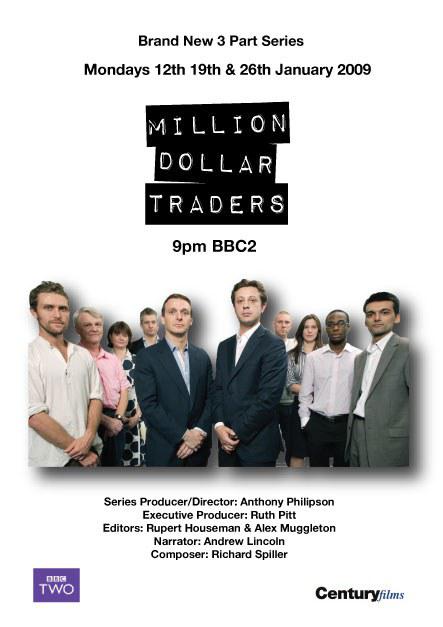 Brand New 3 Part Series
Mondays 12th 19th & 26th January 2009
MILLION
DOLLAR
TRADERS
9pm BBC2
Series Producer/Director: Anthony Philipson
Executive Producer: Ruth Pitt
Editors: Rupert Houseman & Alex Muggleton
Narrator: Andrew Lincoln
Composer: Richard Spiller
BBC
TWO
Centuryfilms